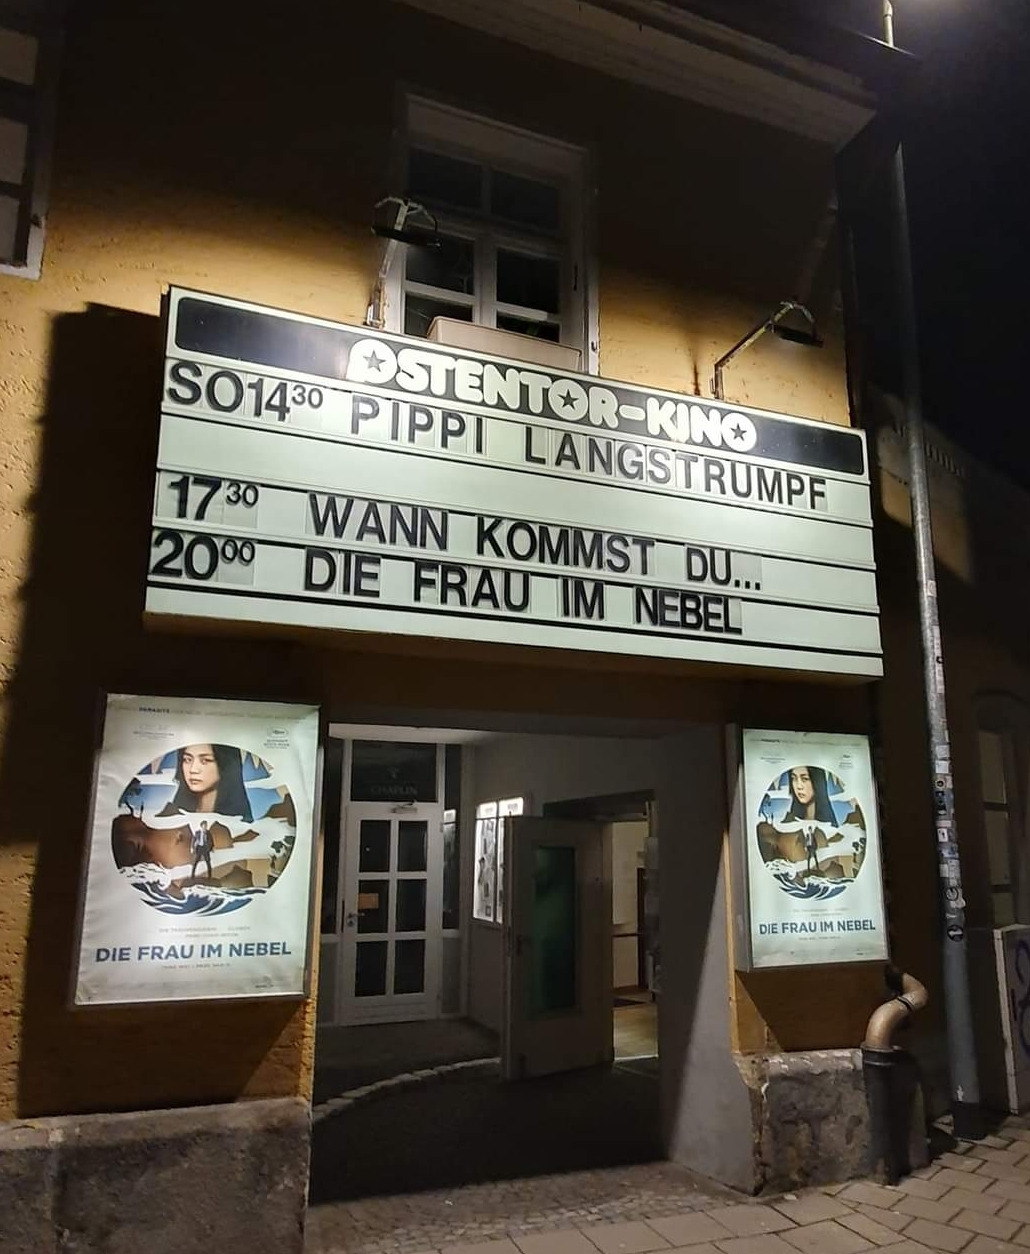 OSTENTOR-KINO
SO 14³⁰ PIPPI LANGSTRUMPF
17³⁰ WANN KOMMST DU...
20⁰⁰ DIE FRAU IM NEBEL
DIE FRAU IM NEBEL
CHAPLIN
DIE FRAU IM NEBEL